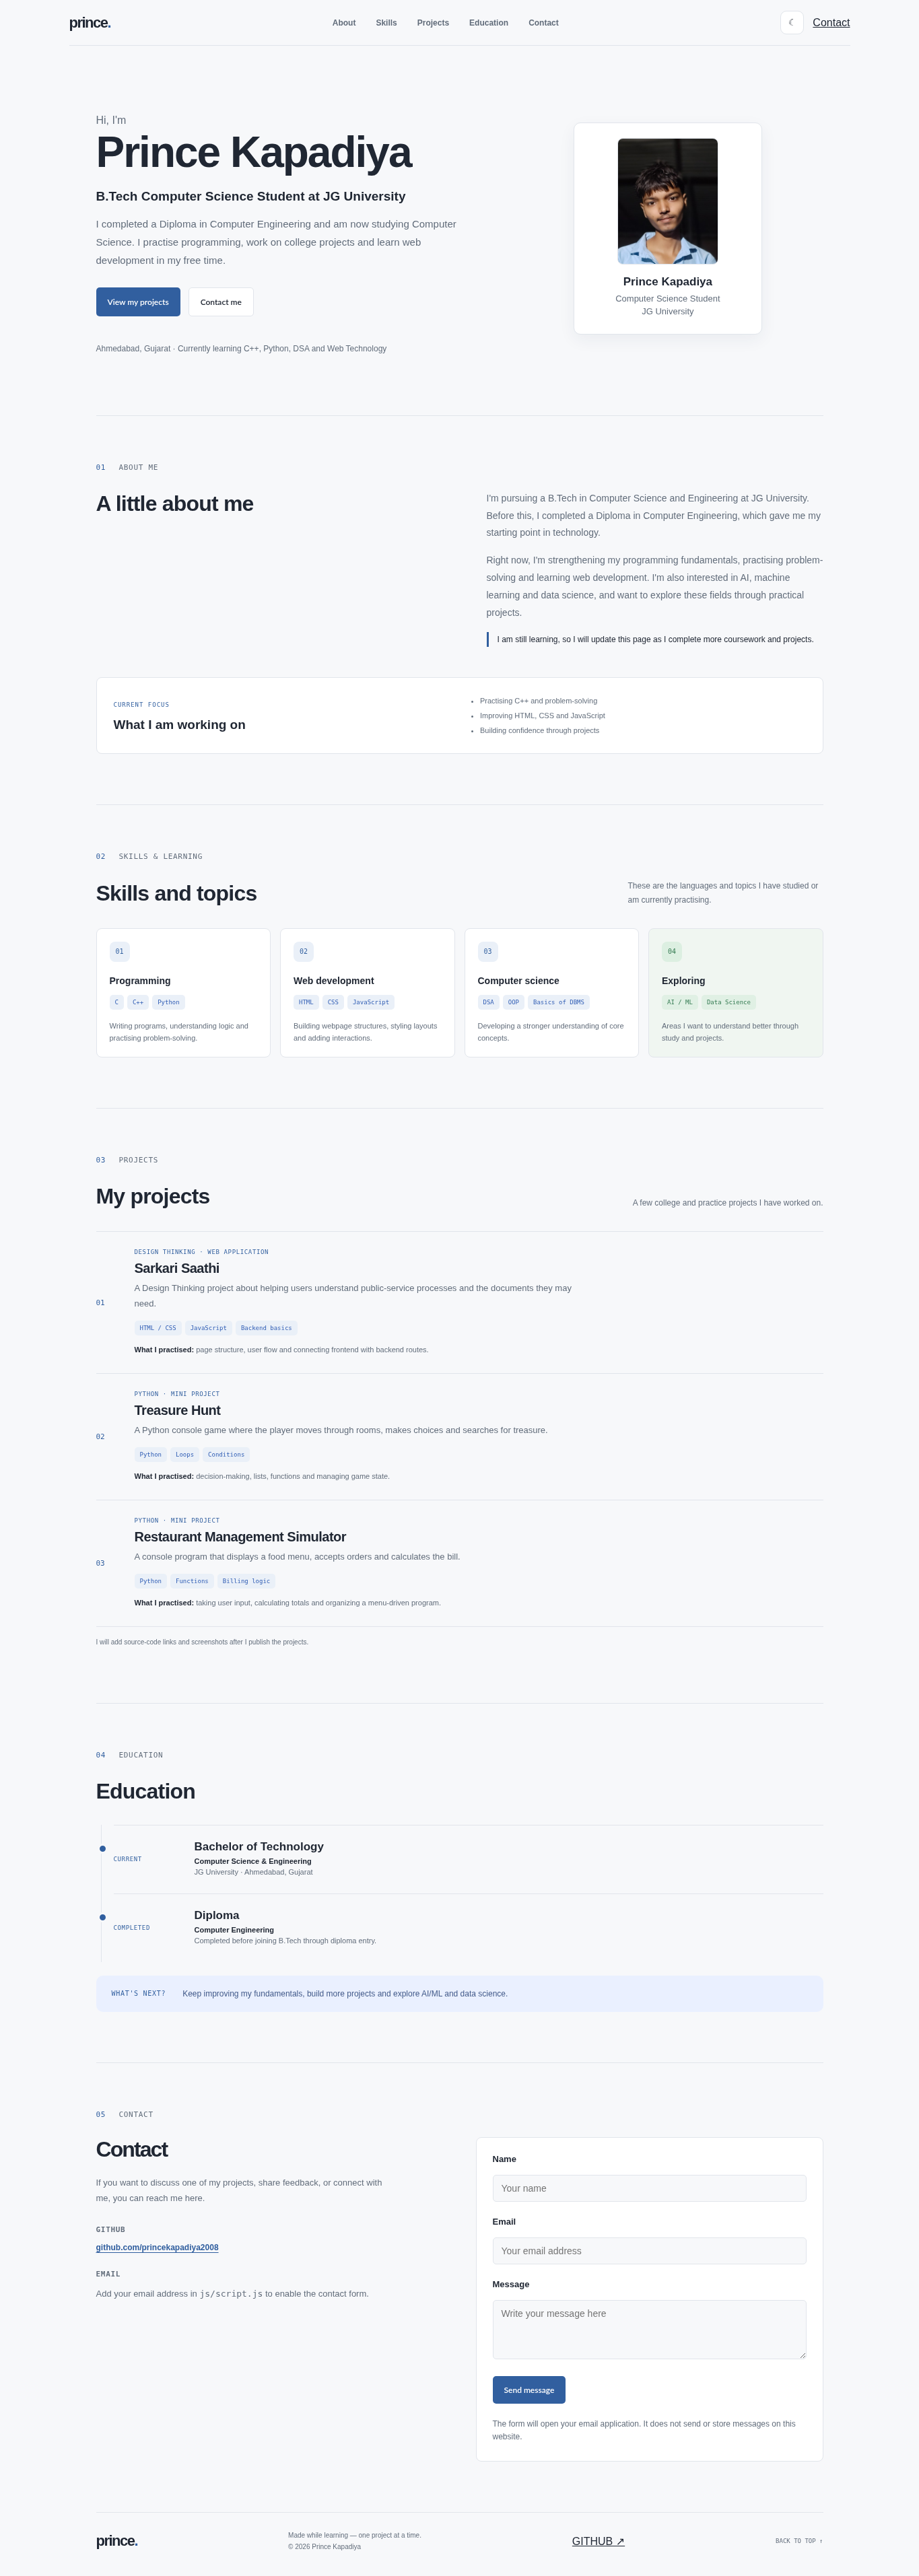 prince.
About Skills Projects Education Contact
☾ Contact
Hi, I'm
Prince Kapadiya
B.Tech Computer Science Student at JG University
I completed a Diploma in Computer Engineering and am now studying Computer
Science. I practise programming, work on college projects and learn web
development in my free time.
View my projects
Contact me
Ahmedabad, Gujarat · Currently learning C++, Python, DSA and Web Technology
Prince Kapadiya
Computer Science Student
JG University
01 ABOUT ME
A little about me
I'm pursuing a B.Tech in Computer Science and Engineering at JG University.
Before this, I completed a Diploma in Computer Engineering, which gave me my
starting point in technology.
Right now, I'm strengthening my programming fundamentals, practising problem-
solving and learning web development. I'm also interested in AI, machine
learning and data science, and want to explore these fields through practical
projects.
I am still learning, so I will update this page as I complete more coursework and projects.
CURRENT FOCUS
What I am working on
• Practising C++ and problem-solving
• Improving HTML, CSS and JavaScript
• Building confidence through projects
02 SKILLS & LEARNING
Skills and topics
These are the languages and topics I have studied or
am currently practising.
01
Programming
C C++ Python
Writing programs, understanding logic and
practising problem-solving.
02
Web development
HTML CSS JavaScript
Building webpage structures, styling layouts
and adding interactions.
03
Computer science
DSA OOP Basics of DBMS
Developing a stronger understanding of core
concepts.
04
Exploring
AI / ML Data Science
Areas I want to understand better through
study and projects.
03 PROJECTS
My projects
A few college and practice projects I have worked on.
01
DESIGN THINKING · WEB APPLICATION
Sarkari Saathi
A Design Thinking project about helping users understand public-service processes and the documents they may
need.
HTML / CSS JavaScript Backend basics
What I practised: page structure, user flow and connecting frontend with backend routes.
02
PYTHON · MINI PROJECT
Treasure Hunt
A Python console game where the player moves through rooms, makes choices and searches for treasure.
Python Loops Conditions
What I practised: decision-making, lists, functions and managing game state.
03
PYTHON · MINI PROJECT
Restaurant Management Simulator
A console program that displays a food menu, accepts orders and calculates the bill.
Python Functions Billing logic
What I practised: taking user input, calculating totals and organizing a menu-driven program.
I will add source-code links and screenshots after I publish the projects.
04 EDUCATION
Education
CURRENT
Bachelor of Technology
Computer Science & Engineering
JG University · Ahmedabad, Gujarat
COMPLETED
Diploma
Computer Engineering
Completed before joining B.Tech through diploma entry.
WHAT'S NEXT? Keep improving my fundamentals, build more projects and explore AI/ML and data science.
05 CONTACT
Contact
If you want to discuss one of my projects, share feedback, or connect with
me, you can reach me here.
GITHUB
github.com/princekapadiya2008
EMAIL
Add your email address in js/script.js to enable the contact form.
Name
Your name
Email
Your email address
Message
Write your message here
Send message
The form will open your email application. It does not send or store messages on this
website.
prince.
Made while learning — one project at a time.
© 2026 Prince Kapadiya
GITHUB ↗
BACK TO TOP ↑